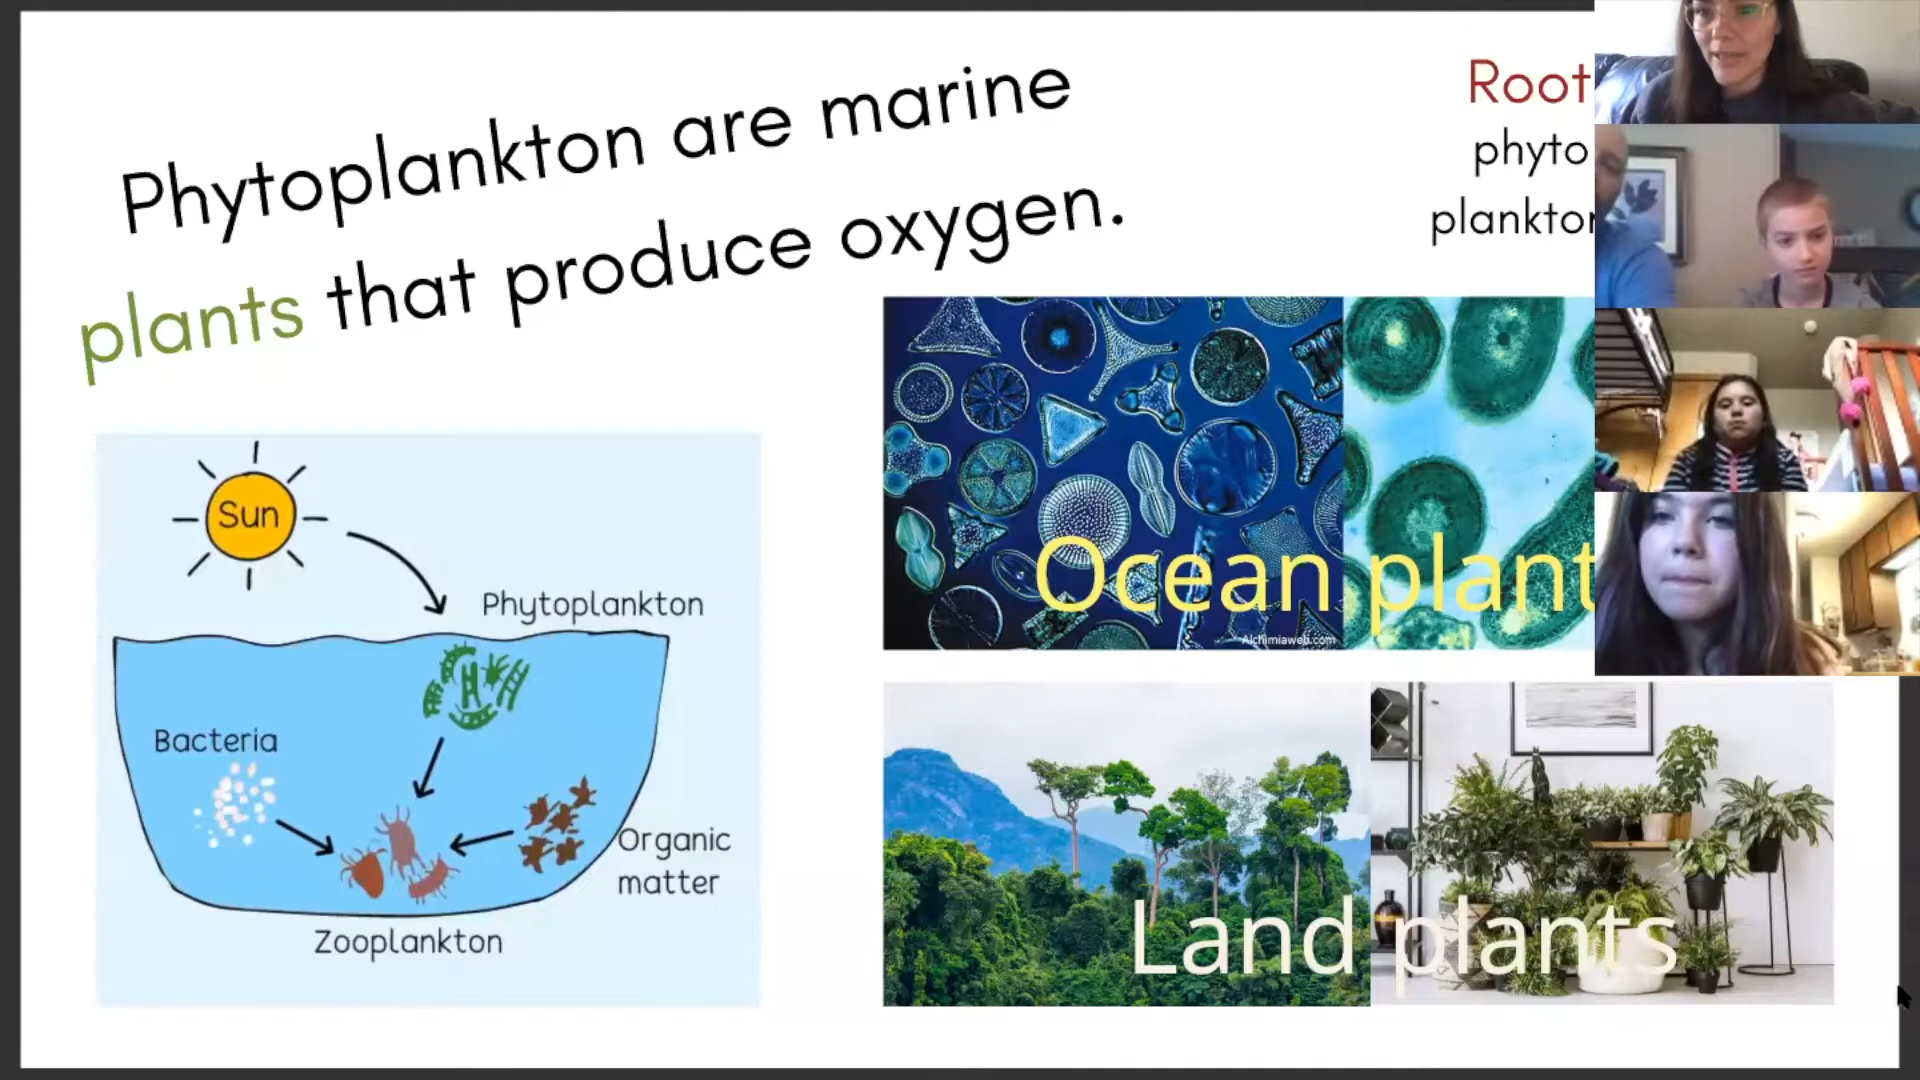 Phytoplankton are marine
plants that produce oxygen.
Root
phyto
plankton
Sun
Phytoplankton
Bacteria
Organic
matter
Zooplankton
Ocean plant
Alchimiaweb.com
Land plants